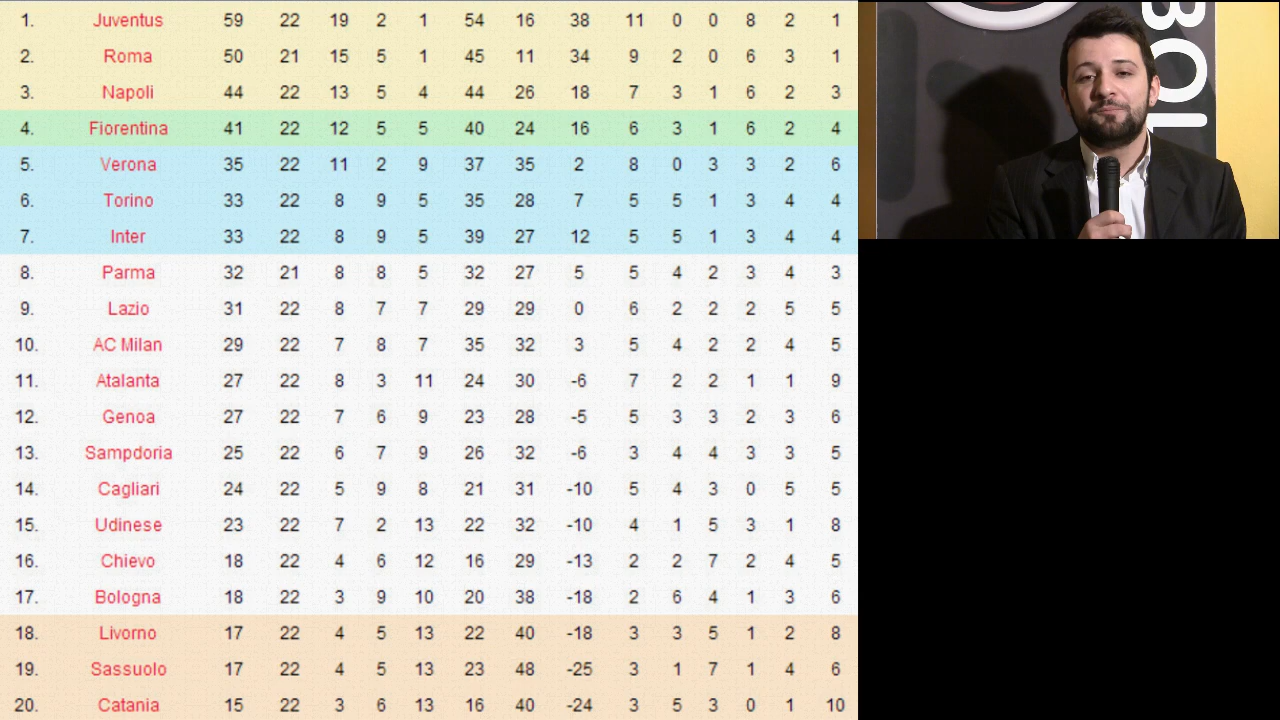 1. Juventus 59 22 19 2 1 54 16 38 11 0 0 8 2 1
2. Roma 50 21 15 5 1 45 11 34 9 2 0 6 3 1
3. Napoli 44 22 13 5 4 44 26 18 7 3 1 6 2 3
4. Fiorentina 41 22 12 5 5 40 24 16 6 3 1 6 2 4
5. Verona 35 22 11 2 9 37 35 2 8 0 3 3 2 6
6. Torino 33 22 8 9 5 35 28 7 5 5 1 3 4 4
7. Inter 33 22 8 9 5 39 27 12 5 5 1 3 4 4
8. Parma 32 21 8 8 5 32 27 5 5 4 2 3 4 3
9. Lazio 31 22 8 7 7 29 29 0 6 2 2 2 5 5
10. AC Milan 29 22 7 8 7 35 32 3 5 4 2 2 4 5
11. Atalanta 27 22 8 3 11 24 30 -6 7 2 2 1 1 9
12. Genoa 27 22 7 6 9 23 28 -5 5 3 3 2 3 6
13. Sampdoria 25 22 6 7 9 26 32 -6 3 4 4 3 3 5
14. Cagliari 24 22 5 9 8 21 31 -10 5 4 3 0 5 5
15. Udinese 23 22 7 2 13 22 32 -10 4 1 5 3 1 8
16. Chievo 18 22 4 6 12 16 29 -13 2 2 7 2 4 5
17. Bologna 18 22 3 9 10 20 38 -18 2 6 4 1 3 6
18. Livorno 17 22 4 5 13 22 40 -18 3 3 5 1 2 8
19. Sassuolo 17 22 4 5 13 23 48 -25 3 1 7 1 4 6
20. Catania 15 22 3 6 13 16 40 -24 3 5 3 0 1 10